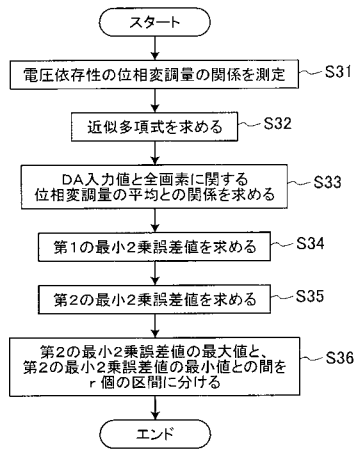 スタート
電圧依存性の位相変調量の関係を測定
S31
近似多項式を求める
S32
DA入力値と全画素に関する
位相変調量の平均との関係を求める
S33
第1の最小2乗誤差値を求める
S34
第2の最小2乗誤差値を求める
S35
第2の最小2乗誤差値の最大値と、
第2の最小2乗誤差値の最小値との間を
r個の区間に分ける
S36
エンド